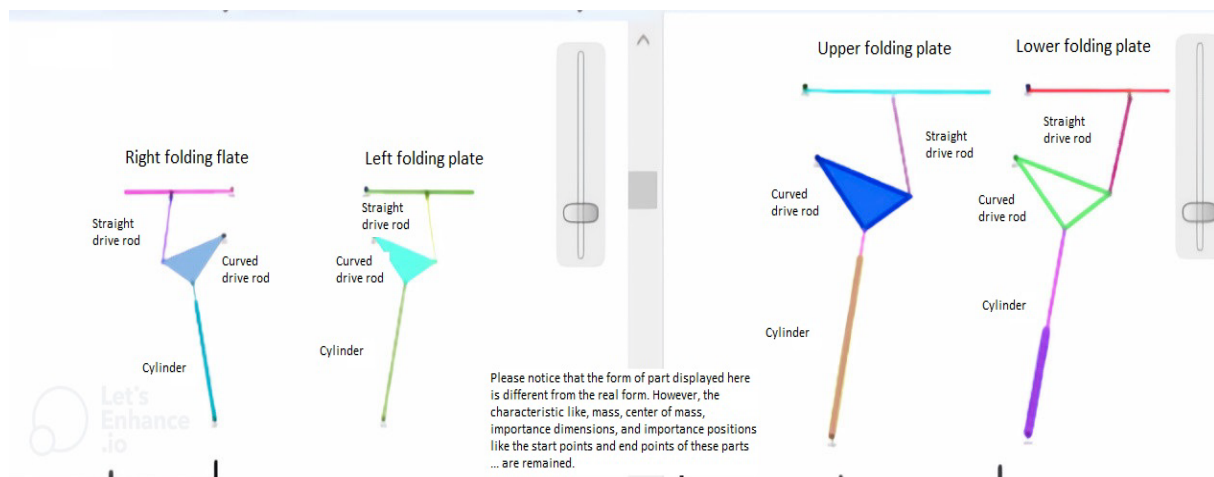 Right folding flate
Left folding plate
Straight
drive rod
Straight
drive rod
Curved
drive rod
Curved
drive rod
Cylinder
Cylinder
Let's
Enhance
.io
Please notice that the form of part displayed here
is different from the real form. However, the
characteristic like, mass, center of mass,
importance dimensions, and importance positions
like the start points and end points of these parts
... are remained.
Upper folding plate
Lower folding plate
Straight
drive rod
Straight
drive rod
Curved
drive rod
Curved
drive rod
Cylinder
Cylinder